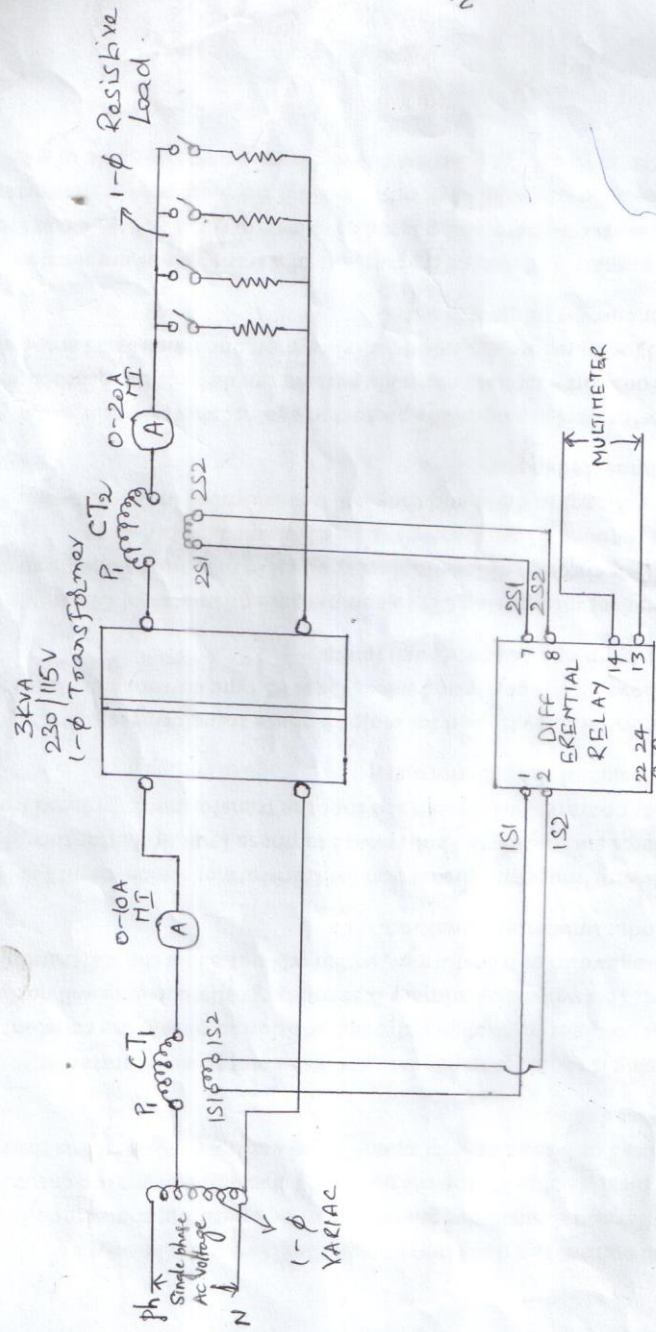 3KVA
230/115V
1-ϕ Transformer
P1 CT1
1S1 1S2
0-10A
MI
A
P1 CT2
2S1 2S2
0-20A
A
1-ϕ Resistive
Load
Ph
Single phase
AC Voltage
N
1-ϕ
VARIAC
1S1
1S2
2
DIFF
ERENTIAL
RELAY
7 2S1
8 2S2
14
13
22 24
MULTIMETER